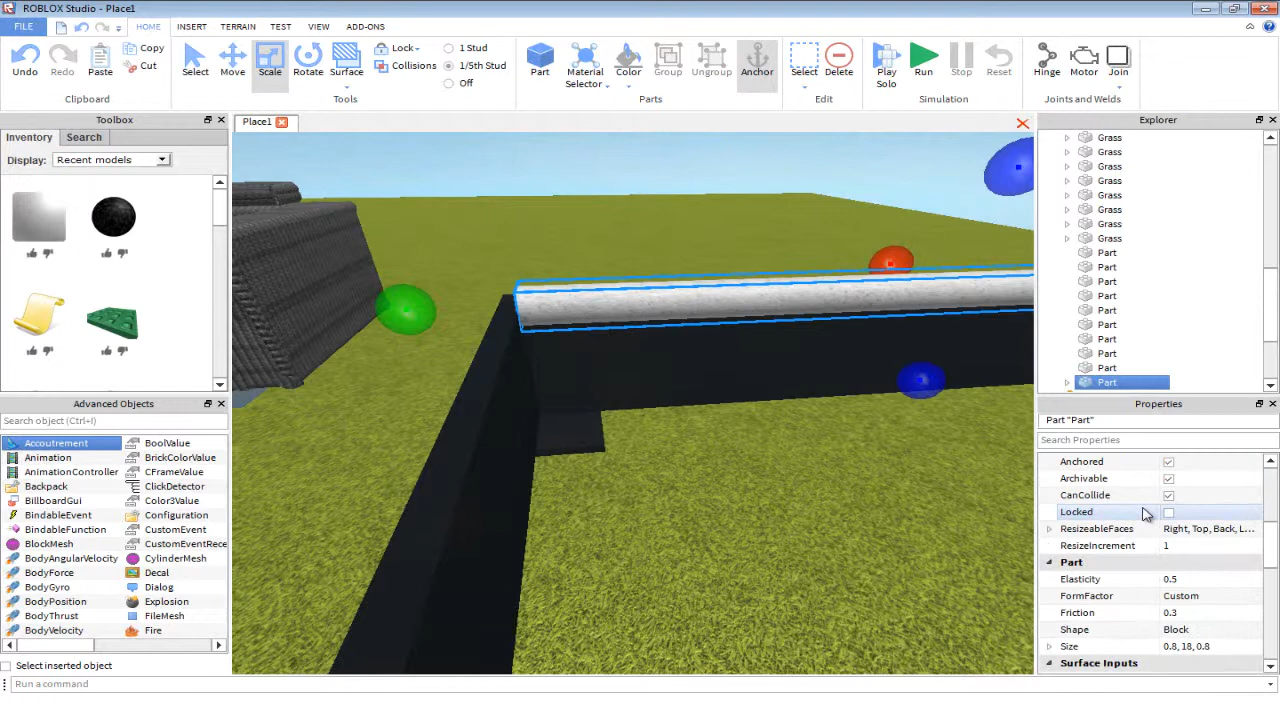 ROBLOX Studio - Place1
FILE
HOME
INSERT
TERRAIN
TEST
VIEW
ADD-ONS
Undo
Redo
Paste
Copy
Cut
Clipboard
Select
Move
Scale
Rotate
Surface
Lock
Collisions
1 Stud
1/5th Stud
Off
Tools
Part
Material Selector
Color
Group
Ungroup
Anchor
Parts
Select
Delete
Edit
Play Solo
Run
Stop
Reset
Simulation
Hinge
Motor
Join
Joints and Welds
Toolbox
Inventory
Search
Display:
Recent models
Place1
Advanced Objects
Search object (Ctrl+I)
Accoutrement
BoolValue
Animation
BrickColorValue
AnimationController
CFrameValue
Backpack
ClickDetector
BillboardGui
Color3Value
BindableEvent
Configuration
BindableFunction
CustomEvent
BlockMesh
CustomEventRece
BodyAngularVelocity
CylinderMesh
BodyForce
Decal
BodyGyro
Dialog
BodyPosition
Explosion
BodyThrust
FileMesh
BodyVelocity
Fire
Select inserted object
Run a command
Explorer
Grass
Grass
Grass
Grass
Grass
Grass
Grass
Grass
Part
Part
Part
Part
Part
Part
Part
Part
Part
Part
Properties
Part "Part"
Search Properties
Anchored
Archivable
CanCollide
Locked
ResizeableFaces Right, Top, Back, L...
ResizeIncrement 1
Part
Elasticity 0.5
FormFactor Custom
Friction 0.3
Shape Block
Size 0.8, 18, 0.8
Surface Inputs